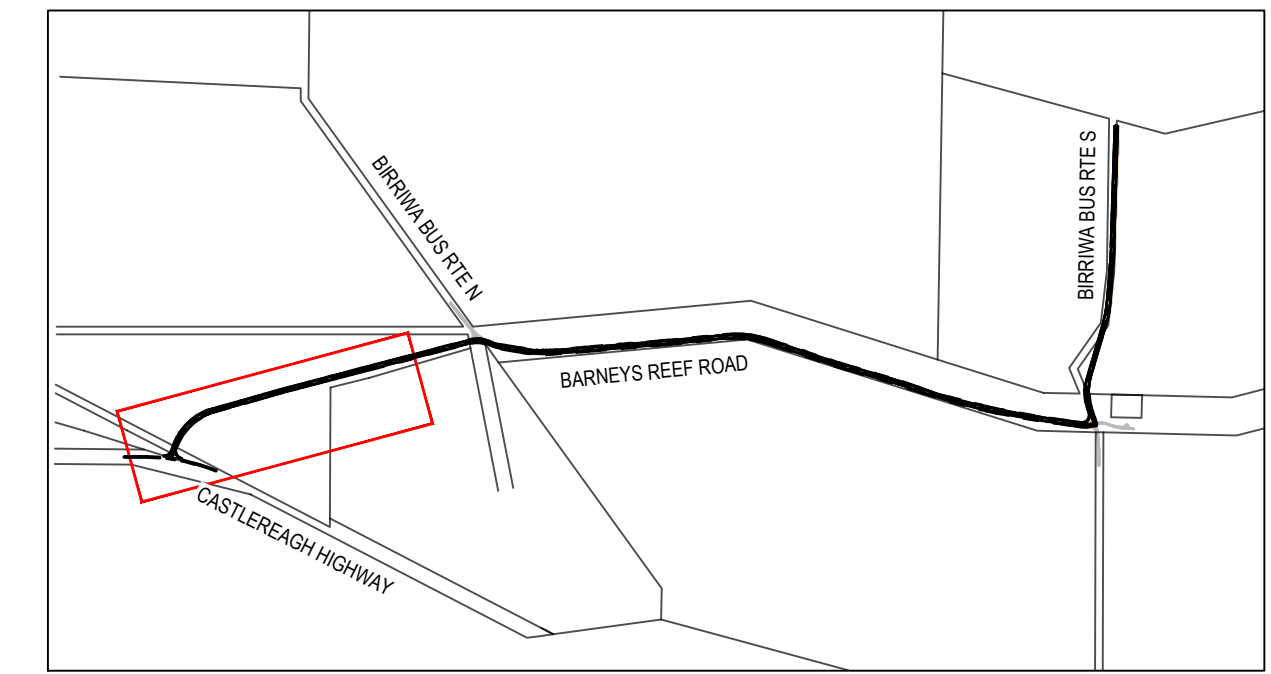 BIRRIWA BUS RTE N
BIRRIWA BUS RTE S
BARNEYS REEF ROAD
CASTLEREAGH HIGHWAY